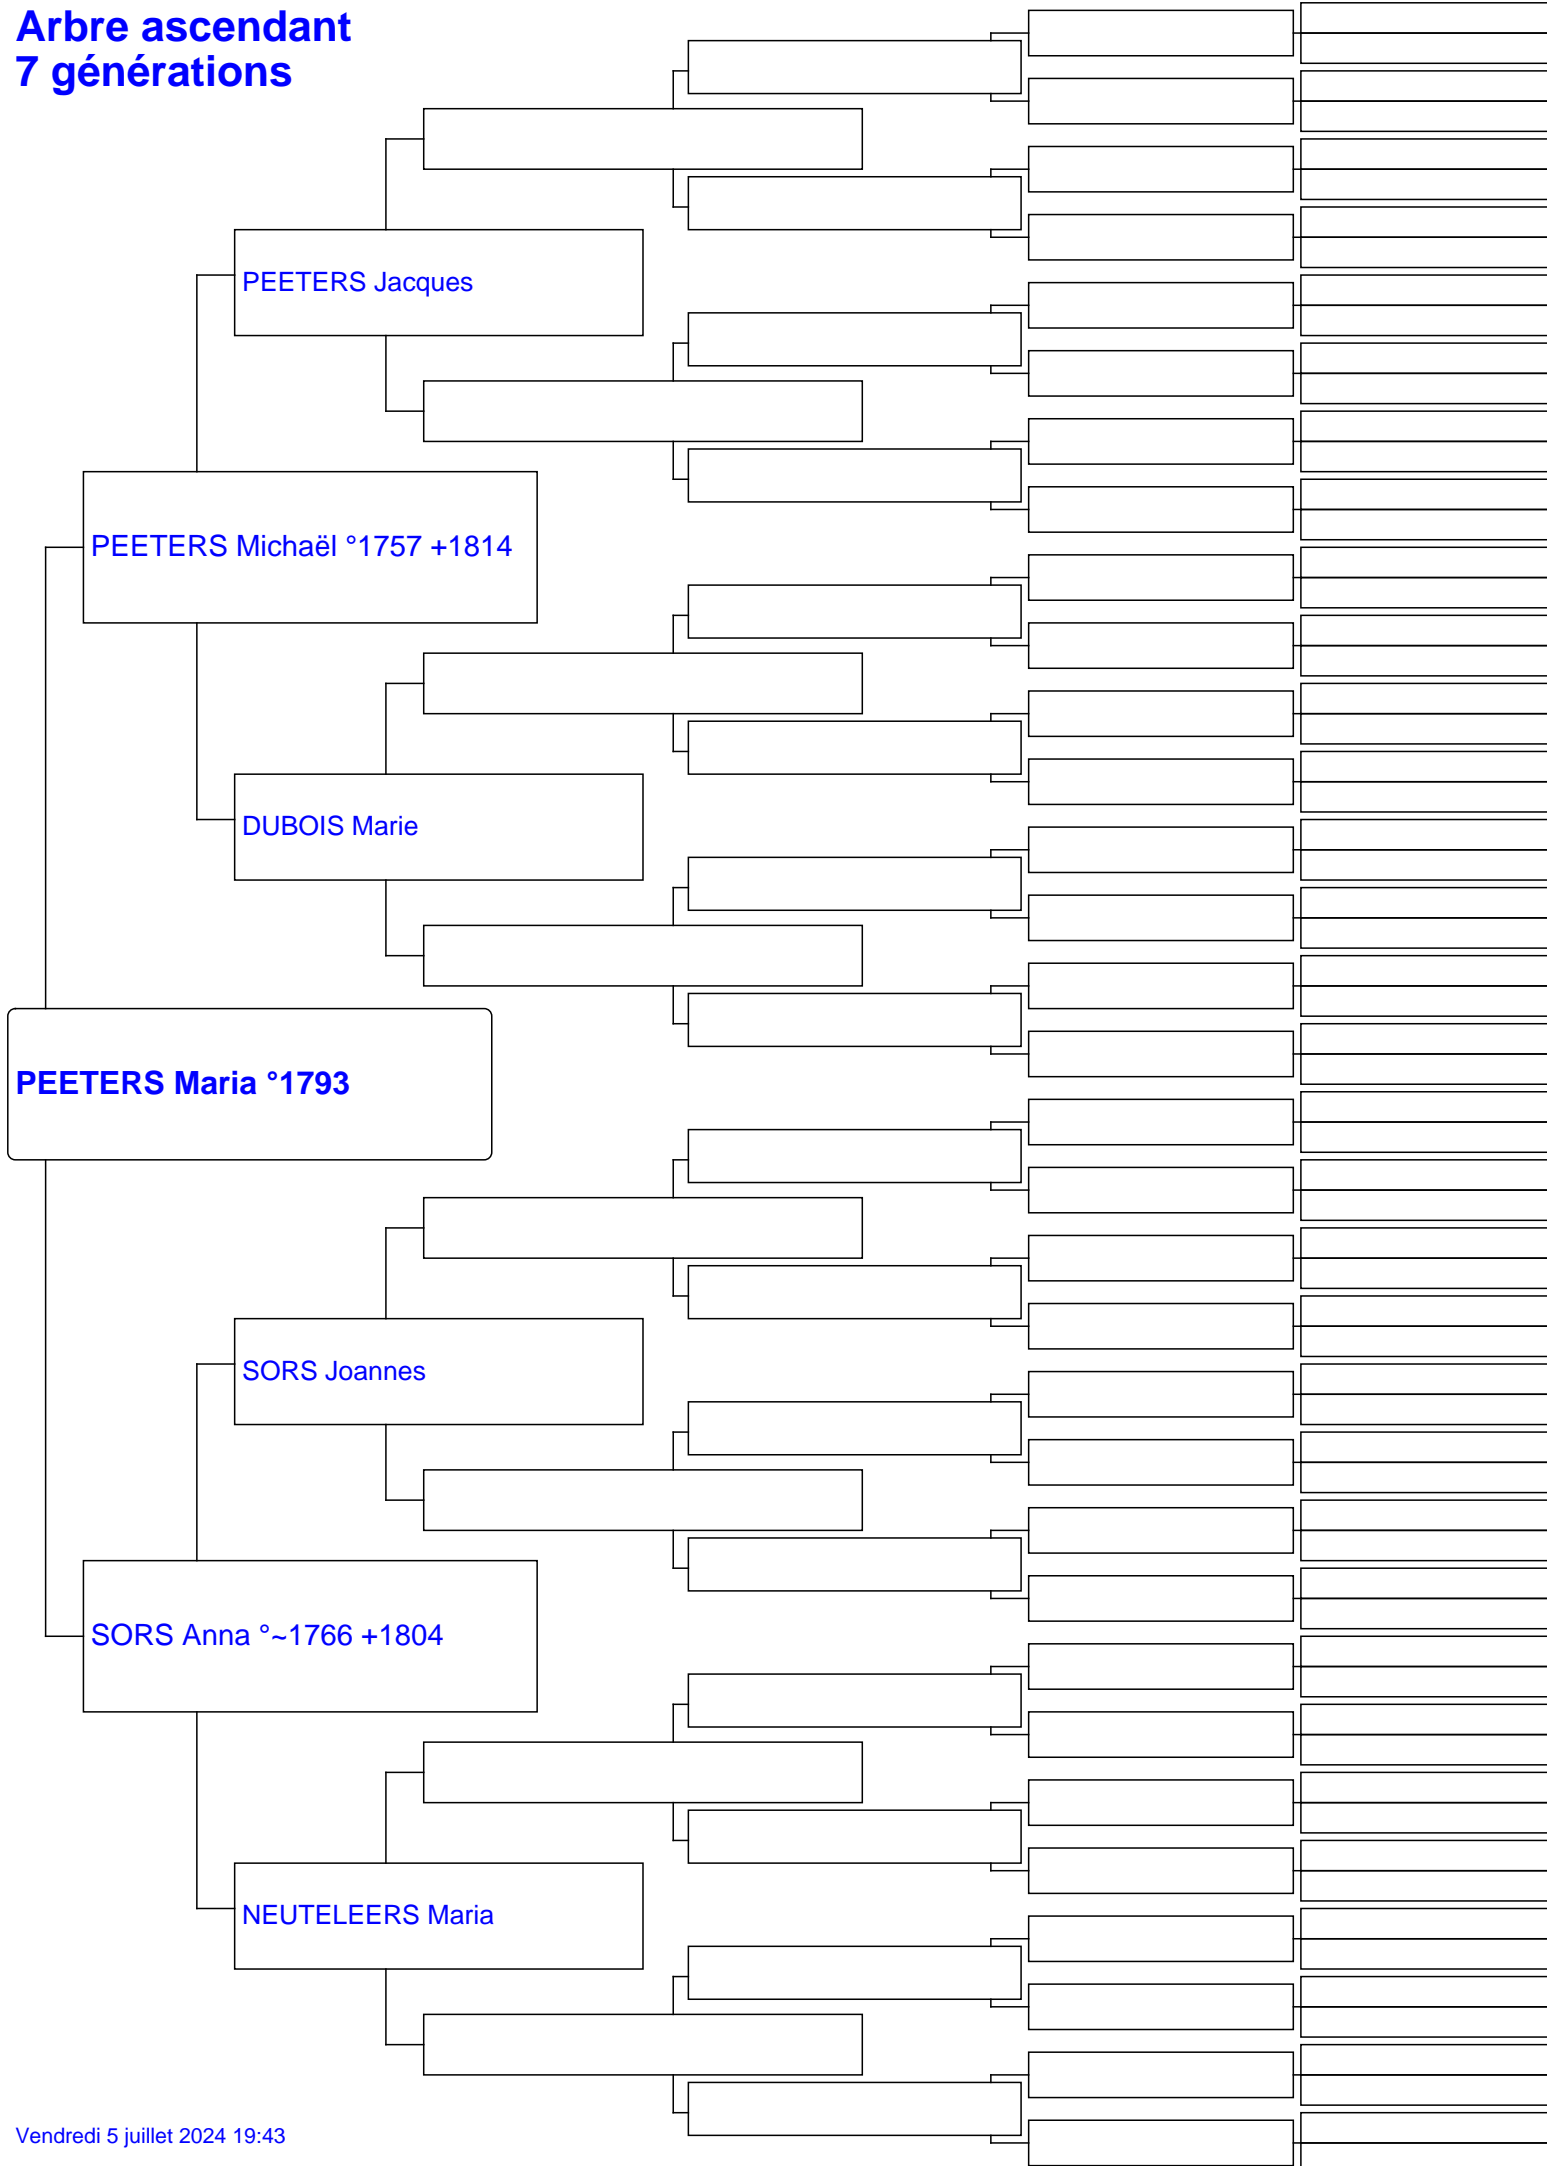 Arbre ascendant
7 générations
PEETERS Jacques
PEETERS Michaël °1757 +1814
DUBOIS Marie
PEETERS Maria °1793
SORS Joannes
SORS Anna °~1766 +1804
NEUTELEERS Maria
Vendredi 5 juillet 2024 19:43